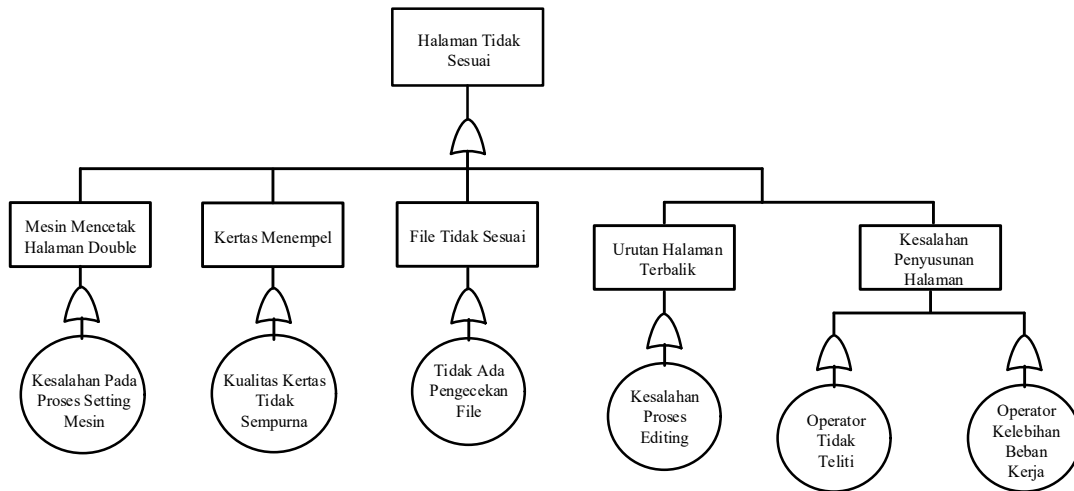 Halaman Tidak
Sesuai
Mesin Mencetak
Halaman Double
Kertas Menempel
File Tidak Sesuai
Urutan Halaman
Terbalik
Kesalahan
Penyusunan
Halaman
Kesalahan Pada
Proses Setting
Mesin
Kualitas Kertas
Tidak
Sempurna
Tidak Ada
Pengecekan
File
Kesalahan
Proses
Editing
Operator
Tidak
Teliti
Operator
Kelebihan
Beban
Kerja